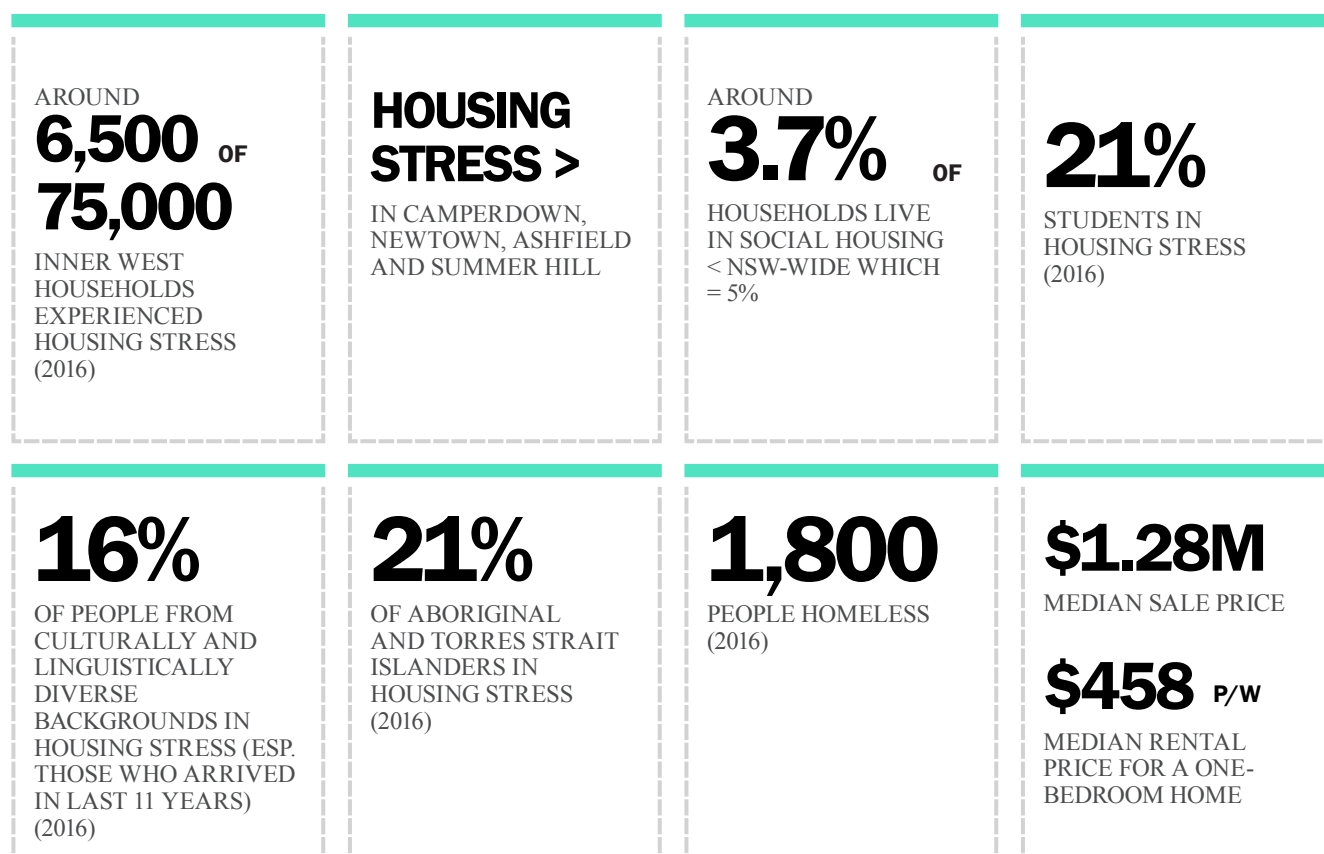 AROUND
6,500 OF
75,000
INNER WEST
HOUSEHOLDS
EXPERIENCED
HOUSING STRESS
(2016)
HOUSING
STRESS >
IN CAMPERDOWN,
NEWTOWN, ASHFIELD
AND SUMMER HILL
AROUND
3.7% OF
HOUSEHOLDS LIVE
IN SOCIAL HOUSING
< NSW-WIDE WHICH
= 5%
21%
STUDENTS IN
HOUSING STRESS
(2016)
16%
OF PEOPLE FROM
CULTURALLY AND
LINGUISTICALLY
DIVERSE
BACKGROUNDS IN
HOUSING STRESS (ESP.
THOSE WHO ARRIVED
IN LAST 11 YEARS)
(2016)
21%
OF ABORIGINAL
AND TORRES STRAIT
ISLANDERS IN
HOUSING STRESS
(2016)
1,800
PEOPLE HOMELESS
(2016)
$1.28M
MEDIAN SALE PRICE
$458 P/W
MEDIAN RENTAL
PRICE FOR A ONE-
BEDROOM HOME